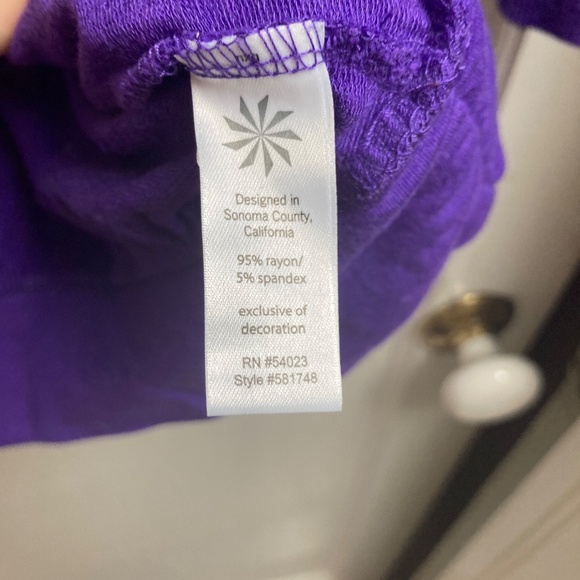 Designed in
Sonoma County,
California
95% rayon/
5% spandex
exclusive of
decoration
RN #54023
Style #581748